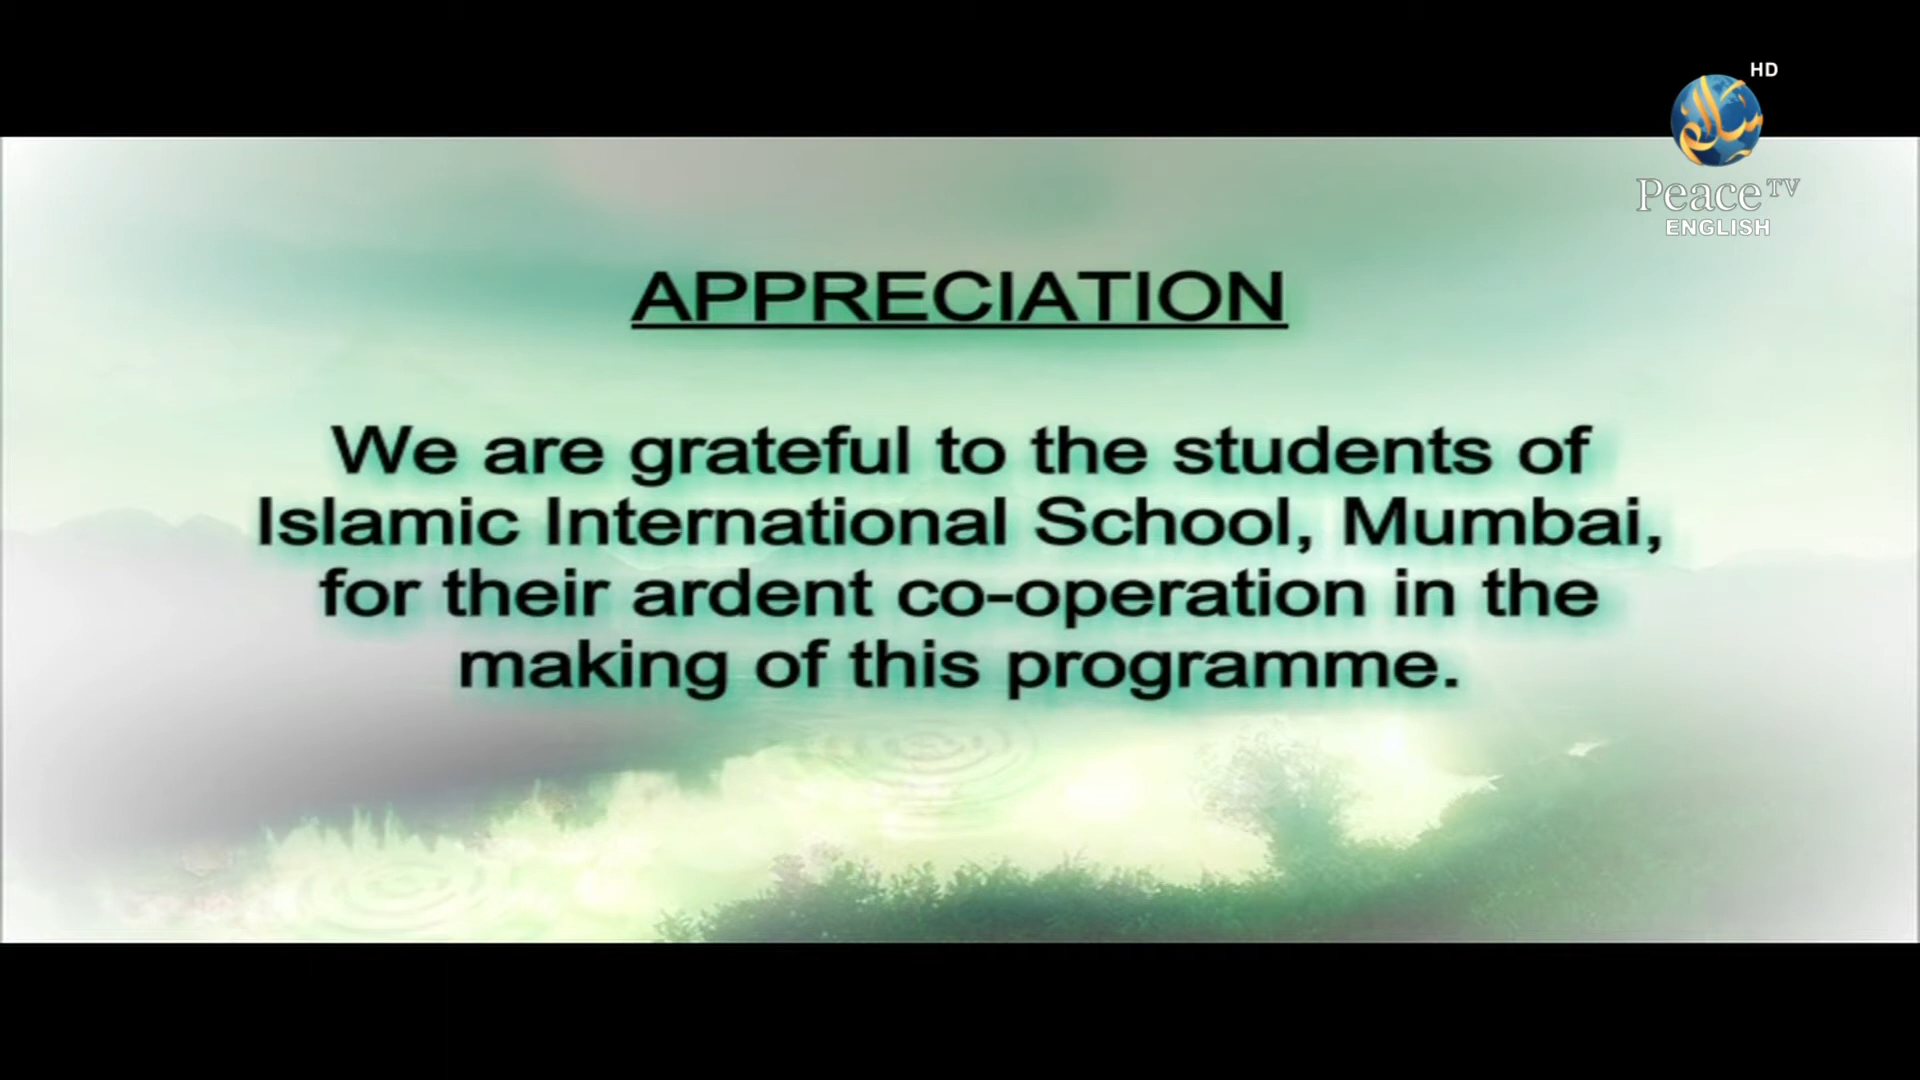 HD
سلام
Peace TV
ENGLISH
APPRECIATION
We are grateful to the students of
Islamic International School, Mumbai,
for their ardent co-operation in the
making of this programme.